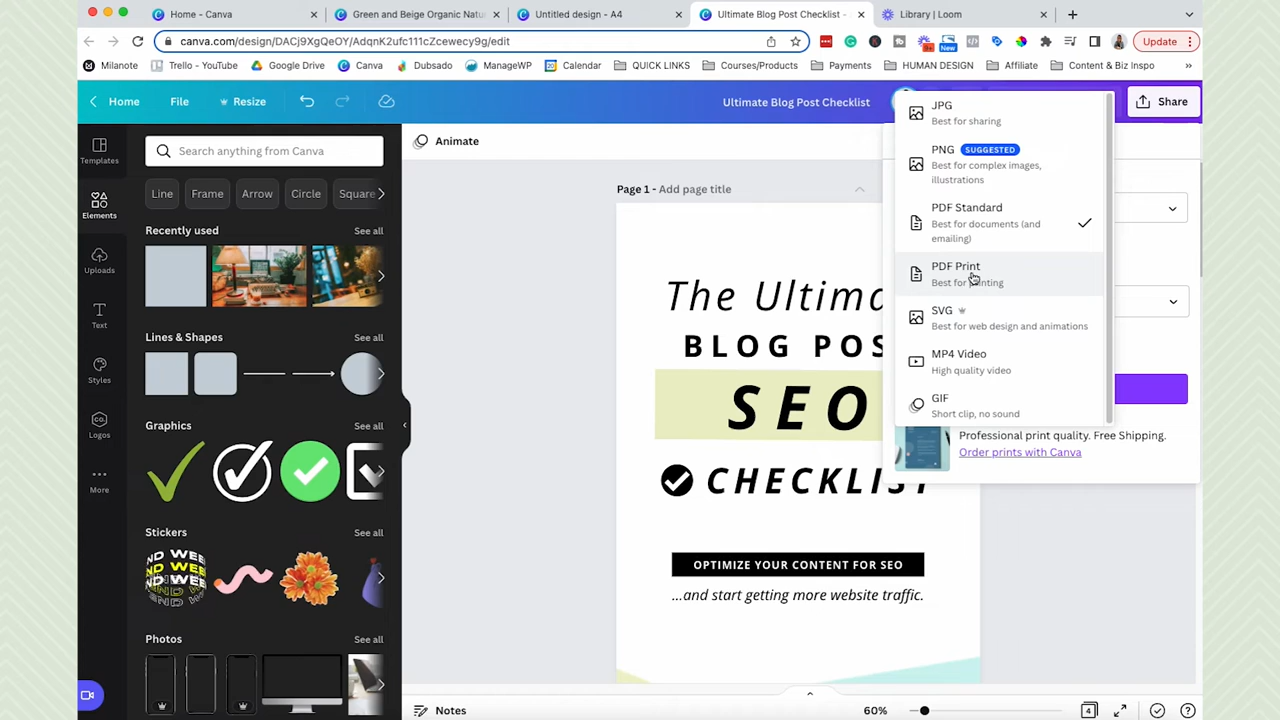 Home - Canva
Green and Beige Organic Natu
Untitled design - A4
Ultimate Blog Post Checklist -
Library | Loom
canva.com/design/DACj9XgQeOY/AdqnK2ufc111cZcewecy9g/edit
New
Update
Milanote
Trello - YouTube
Google Drive
Canva
Dubsado
ManageWP
Calendar
QUICK LINKS
Courses/Products
Payments
HUMAN DESIGN
Affiliate
Content & Biz Inspo
Home
File
Resize
Ultimate Blog Post Checklist
Share
Templates
Elements
Uploads
Text
Styles
Logos
More
Search anything from Canva
Line
Frame
Arrow
Circle
Square
Recently used
See all
Lines & Shapes
See all
Graphics
See all
Stickers
See all
Photos
See all
Animate
Page 1 - Add page title
The Ultima
BLOG POS
SEO
CHECKLIST
OPTIMIZE YOUR CONTENT FOR SEO
...and start getting more website traffic.
JPG
Best for sharing
PNG SUGGESTED
Best for complex images,
illustrations
PDF Standard
Best for documents (and
emailing)
PDF Print
Best for printing
SVG
Best for web design and animations
MP4 Video
High quality video
GIF
Short clip, no sound
Professional print quality. Free Shipping.
Order prints with Canva
Notes
60%
4